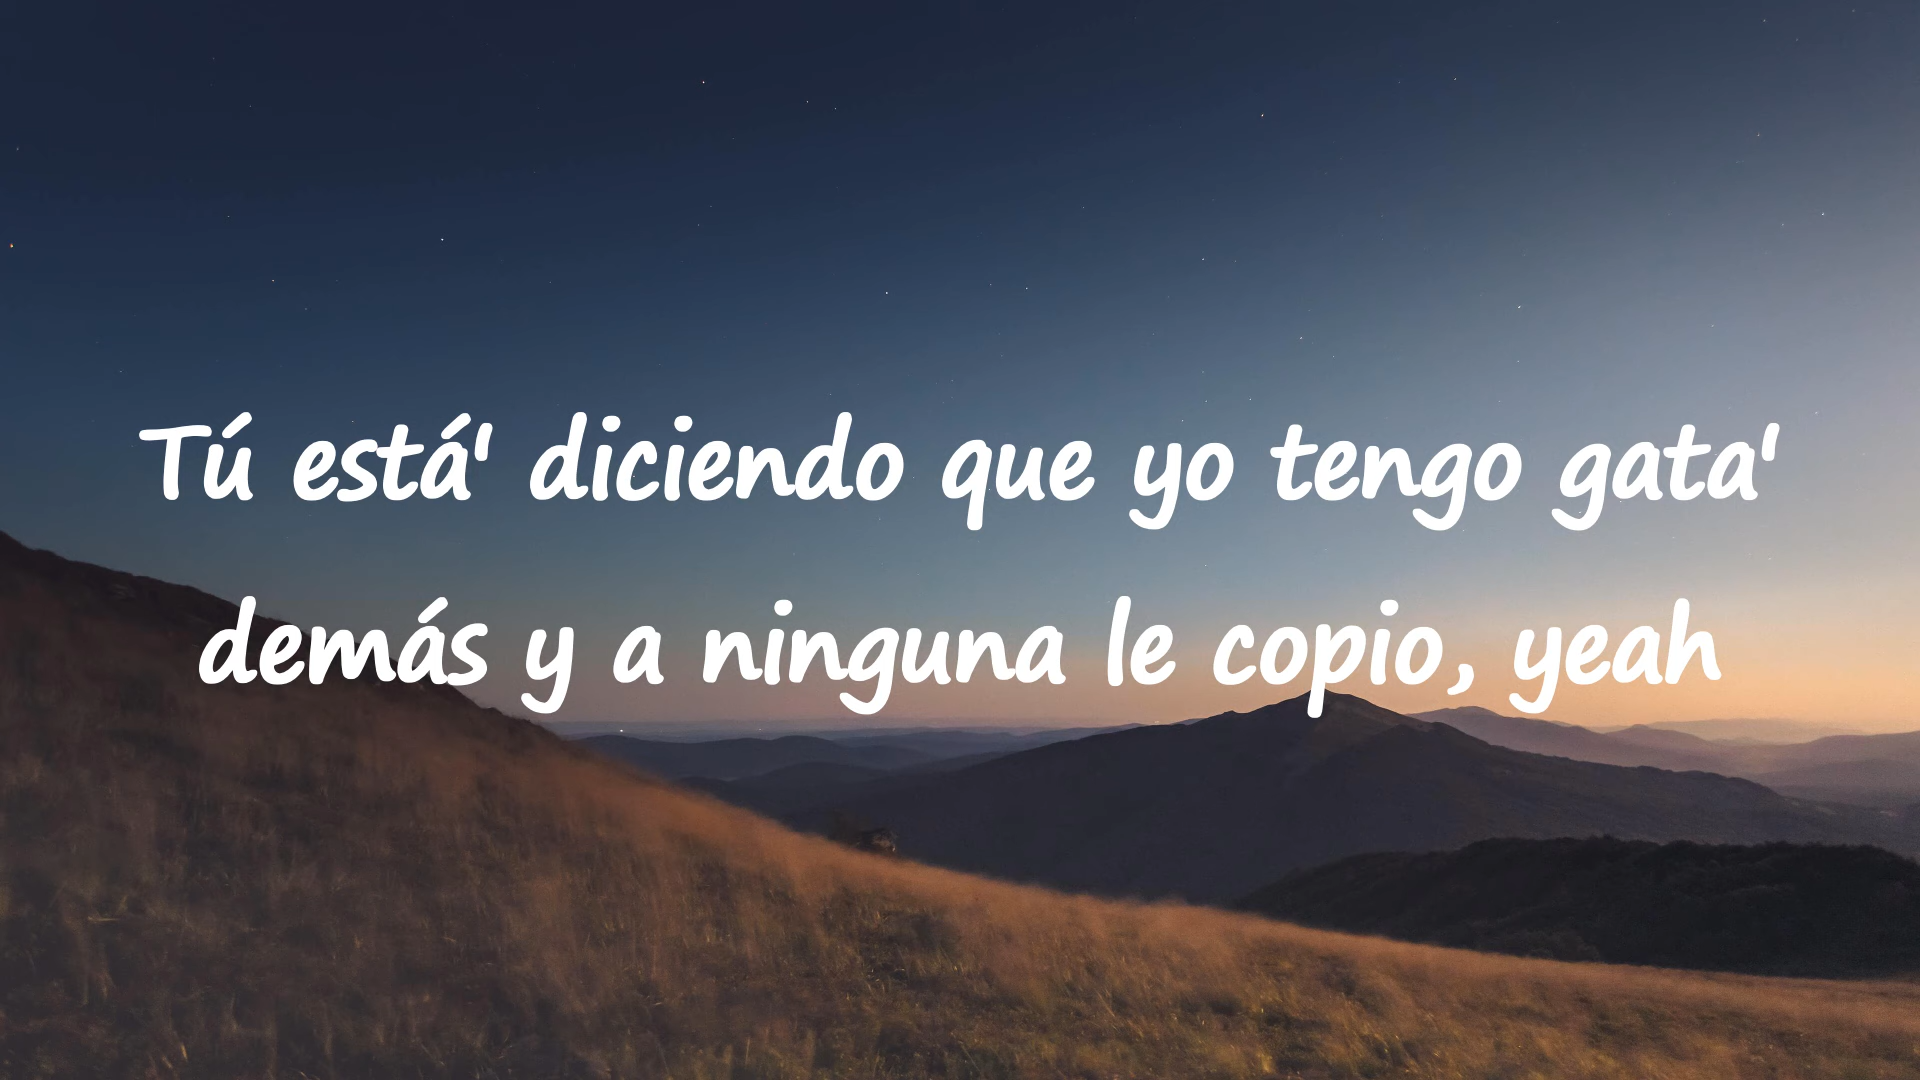 Tú está' diciendo que yo tengo gata'
demás y a ninguna le copio, yeah